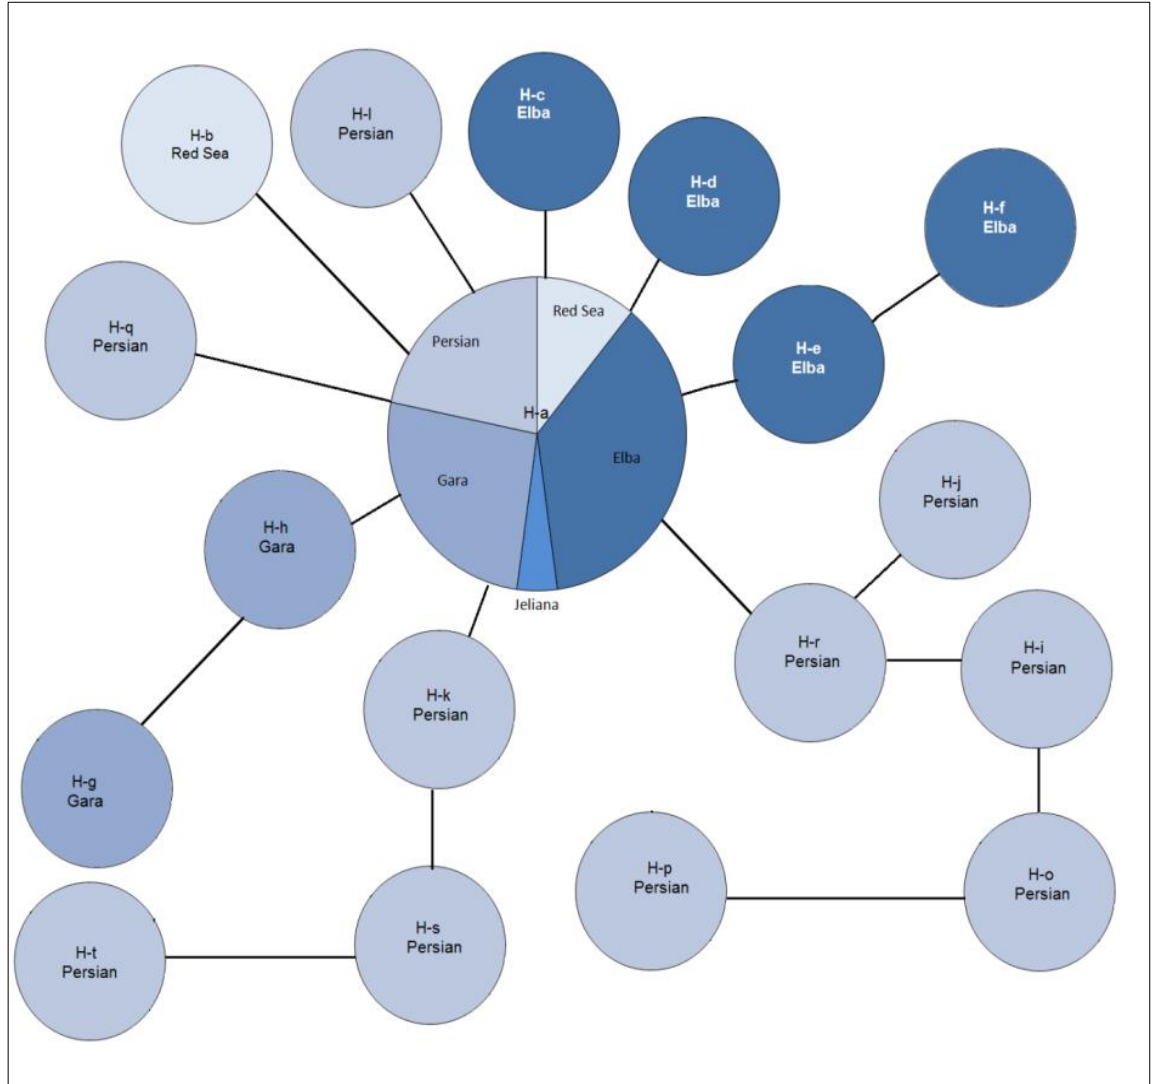 H-b
Red Sea
H-l
Persian
H-c
Elba
H-d
Elba
H-f
Elba
H-q
Persian
Persian
Red Sea
H-e
Elba
H-a
Elba
Gara
H-j
Persian
H-h
Gara
Jeliana
H-r
Persian
H-i
Persian
H-k
Persian
H-g
Gara
H-p
Persian
H-o
Persian
H-s
Persian
H-t
Persian